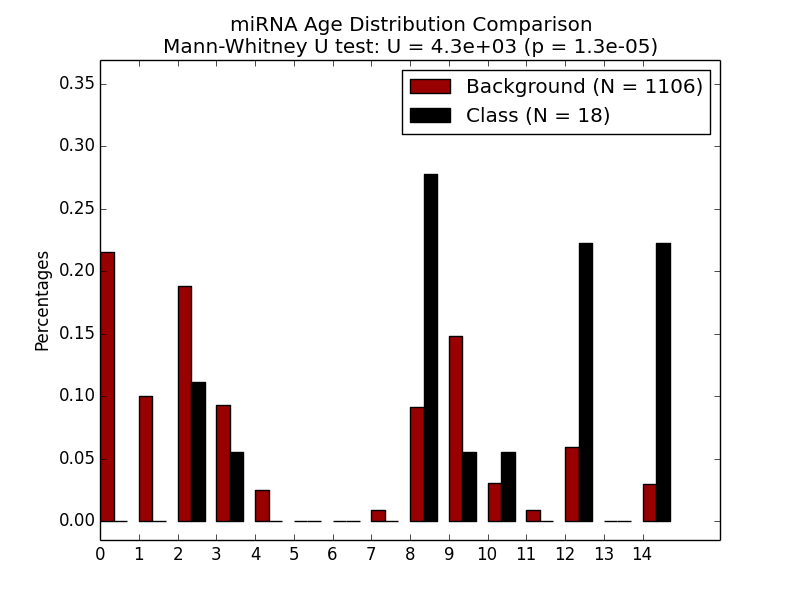 miRNA Age Distribution Comparison
Mann-Whitney U test: U = 4.3e+03 (p = 1.3e-05)
Background (N = 1106)
Class (N = 18)
Percentages
0.35
0.30
0.25
0.20
0.15
0.10
0.05
0.00
0 1 2 3 4 5 6 7 8 9 10 11 12 13 14